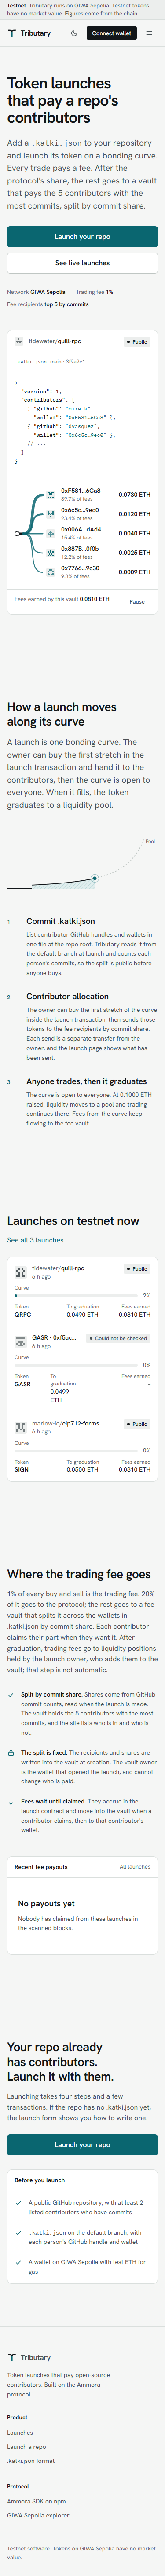 Testnet. Tributary runs on GIWA Sepolia. Testnet tokens
have no market value. Figures come from the chain.
Tributary
Connect wallet
Token launches
that pay a repo's
contributors
Add a .katki.json to your repository
and launch its token on a bonding curve.
Every trade pays a fee. After the
protocol's share, the rest goes to a vault
that pays the 5 contributors with the
most commits, split by commit share.
Launch your repo
See live launches
Network GIWA Sepolia Trading fee 1%
Fee recipients top 5 by commits
tidewater/quill-rpc
Public
.katki.json main · 3f9a2c1
{
"version": 1,
"contributors": [
{ "github": "mira-k",
"wallet": "0xF581…6Ca8" },
{ "github": "dvasquez",
"wallet": "0x6c5c…9ec0" },
// ...
]
}
0xF581…6Ca8
39.7% of fees
0.0730 ETH
0x6c5c…9ec0
23.4% of fees
0.0120 ETH
0x006A…dAd4
15.4% of fees
0.0040 ETH
0x887B…0f0b
12.2% of fees
0.0025 ETH
0x7766…9c30
9.3% of fees
0.0009 ETH
Fees earned by this vault 0.0810 ETH
Pause
How a launch moves
along its curve
A launch is one bonding curve. The
owner can buy the first stretch in the
launch transaction and hand it to
contributors, then the curve is open to
everyone. When it fills, the token
graduates to a liquidity pool.
Pool
1
Commit .katki.json
List contributor GitHub handles and wallets in
one file at the repo root. Tributary reads it from
the default branch at launch and counts each
person's commits, so the split is public before
anyone buys.
2
Contributor allocation
The owner can buy the first stretch of the curve
inside the launch transaction, then sends those
tokens to the fee recipients by commit share.
Each send is a separate transfer from the
owner, and the launch page shows what has
been sent.
3
Anyone trades, then it graduates
The curve is open to everyone. At 0.1000 ETH
raised, liquidity moves to a pool and trading
continues there. Fees from the curve keep
flowing to the fee vault.
Launches on testnet now
See all 3 launches
tidewater/quill-rpc
6 h ago
Public
Curve
2%
Token
QRPC
To graduation
0.0490 ETH
Fees earned
0.0810 ETH
GASR · 0xf5ac…
6 h ago
Could not be checked
Curve
0%
Token
GASR
To
graduation
0.0499
ETH
Fees earned
–
marlow-io/eip712-forms
6 h ago
Public
Curve
0%
Token
SIGN
To graduation
0.0500 ETH
Fees earned
0.0810 ETH
Where the trading fee goes
1% of every buy and sell is the trading fee. 20%
of it goes to the protocol; the rest goes to a fee
vault that splits it across the wallets in
.katki.json by commit share. Each contributor
claims their part when they want it. After
graduation, trading fees go to liquidity positions
held by the launch owner, who adds them to the
vault; that step is not automatic.
Split by commit share. Shares come from GitHub
commit counts, read when the launch is made.
The vault holds the 5 contributors with the most
commits, and the site lists who is in and who is
not.
The split is fixed. The recipients and shares are
written into the vault at creation. The vault owner
is the wallet that opened the launch, and cannot
change who is paid.
Fees wait until claimed. They accrue in the
launch contract and move into the vault when a
contributor claims, then to that contributor's
wallet.
Recent fee payouts
All launches
No payouts yet
Nobody has claimed from these launches in
the scanned blocks.
Your repo already
has contributors.
Launch it with them.
Launching takes four steps and a few
transactions. If the repo has no .katki.json yet,
the launch form shows you how to write one.
Launch your repo
Before you launch
A public GitHub repository, with at least 2
listed contributors who have commits
.katki.json on the default branch, with
each person's GitHub handle and wallet
A wallet on GIWA Sepolia with test ETH for
gas
Tributary
Token launches that pay open-source
contributors. Built on the Ammora
protocol.
Product
Launches
Launch a repo
.katki.json format
Protocol
Ammora SDK on npm
GIWA Sepolia explorer
Testnet software. Tokens on GIWA Sepolia have no market
value.